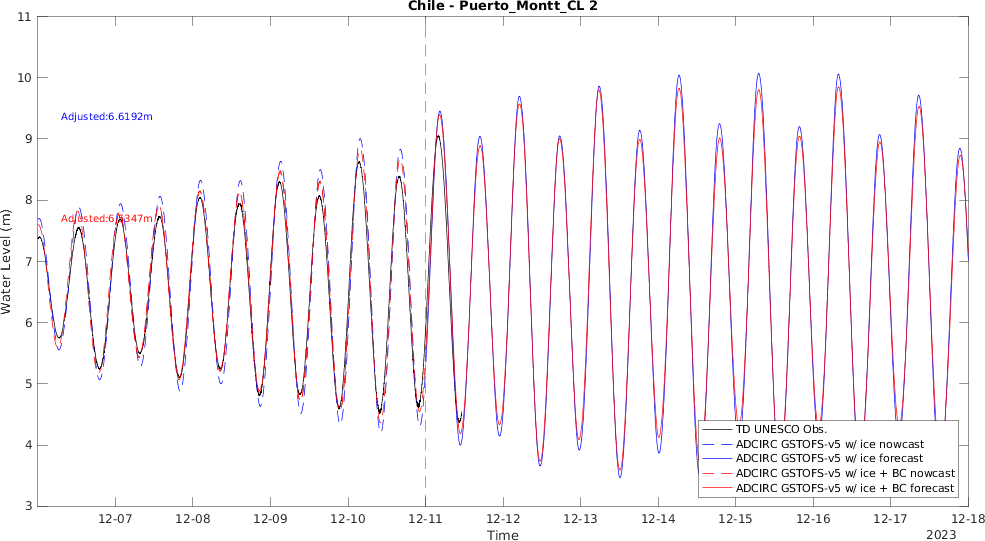 Chile - Puerto_Montt_CL 2
11
10
9
8
7
6
5
4
3
Water Level (m)
Adjusted:6.6192m
TD UNESCO Obs.
ADCIRC GSTOFS-v5 w/ ice nowcast
ADCIRC GSTOFS-v5 w/ ice forecast
ADCIRC GSTOFS-v5 w/ ice + BC nowcast
ADCIRC GSTOFS-v5 w/ ice + BC forecast
12-07 12-08 12-09 12-10 12-11 12-12 12-13 12-14 12-15 12-16 12-17 12-18
Time
2023